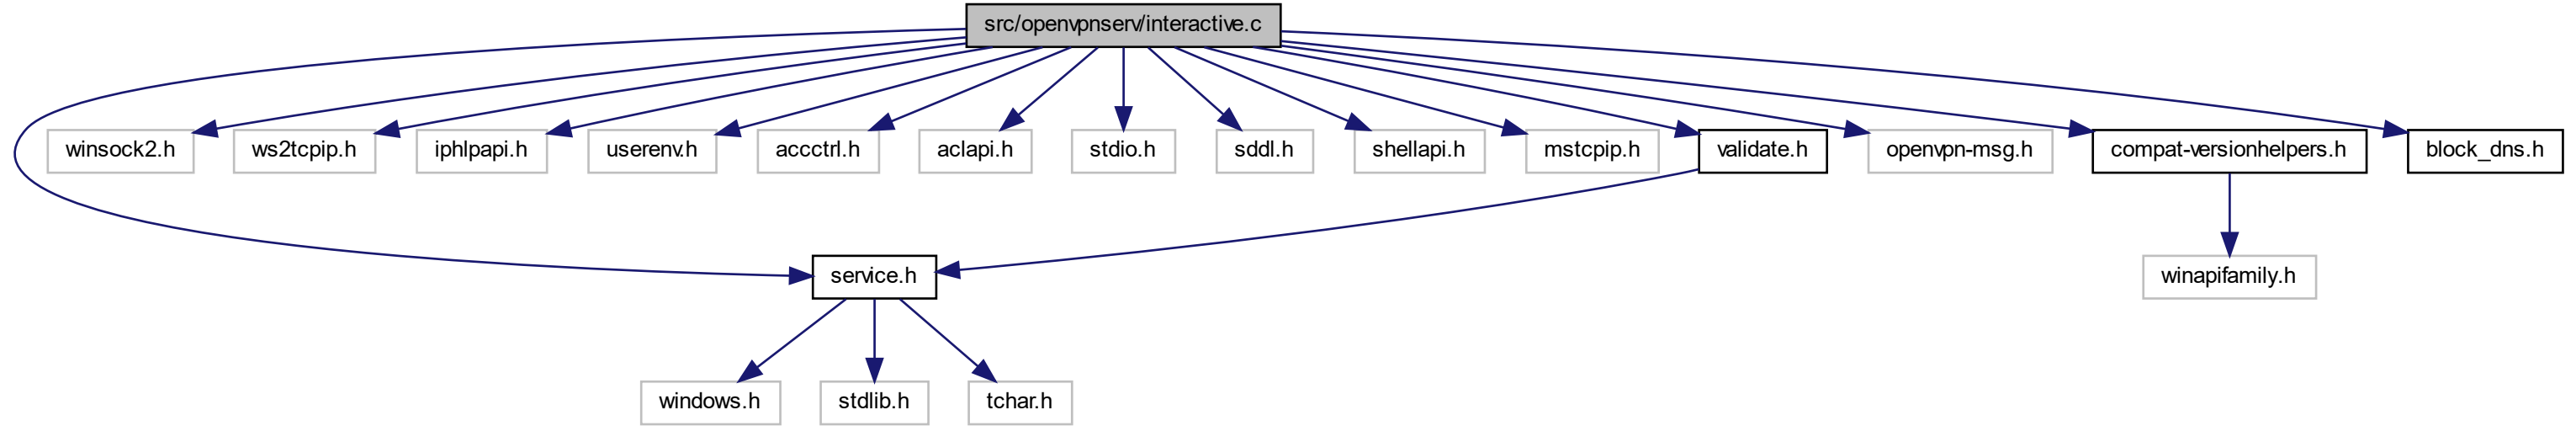 src/openvpnserv/interactive.c
winsock2.h
ws2tcpip.h
iphlpapi.h
userenv.h
accctrl.h
aclapi.h
stdio.h
sddl.h
shellapi.h
mstcpip.h
validate.h
openvpn-msg.h
compat-versionhelpers.h
block_dns.h
service.h
winapifamily.h
windows.h
stdlib.h
tchar.h